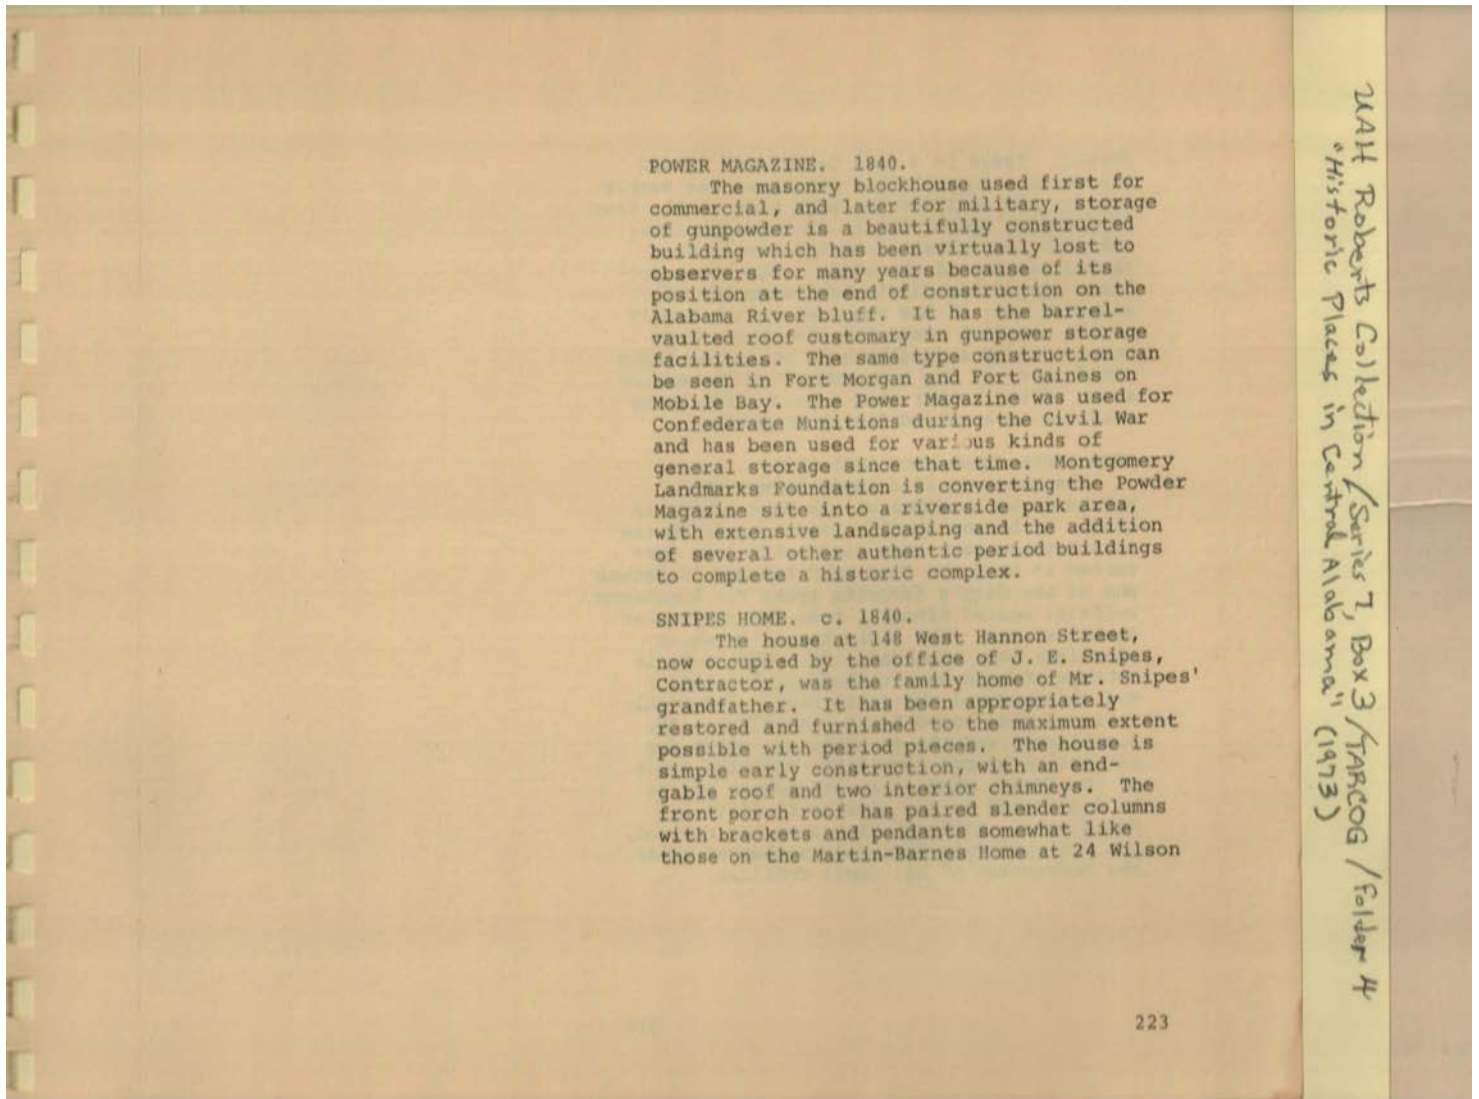 POWER MAGAZINE. 1840.
The masonry blockhouse used first for
commercial, and later for military, storage
of gunpowder is a beautifully constructed
building which has been virtually lost to
observers for many years because of its
position at the end of construction on the
Alabama River bluff. It has the barrel-
vaulted roof customary in gunpower storage
facilities. The same type construction can
be seen in Fort Morgan and Fort Gaines on
Mobile Bay. The Power Magazine was used for
Confederate Munitions during the Civil War
and has been used for various kinds of
general storage since that time. Montgomery
Landmarks Foundation is converting the Powder
Magazine site into a riverside park area,
with extensive landscaping and the addition
of several other authentic period buildings
to complete a historic complex.
SNIPES HOME. c. 1840.
The house at 148 West Hannon Street,
now occupied by the office of J. E. Snipes,
Contractor, was the family home of Mr. Snipes'
grandfather. It has been appropriately
restored and furnished to the maximum extent
possible with period pieces. The house is
simple early construction, with an end-
gable roof and two interior chimneys. The
front porch roof has paired slender columns
with brackets and pendants somewhat like
those on the Martin-Barnes Home at 24 Wilson
223
UAH Roberts Collection/Series 7, Box 3/TARCOG/Folder 4
"Historic Places in Central Alabama" (1973)